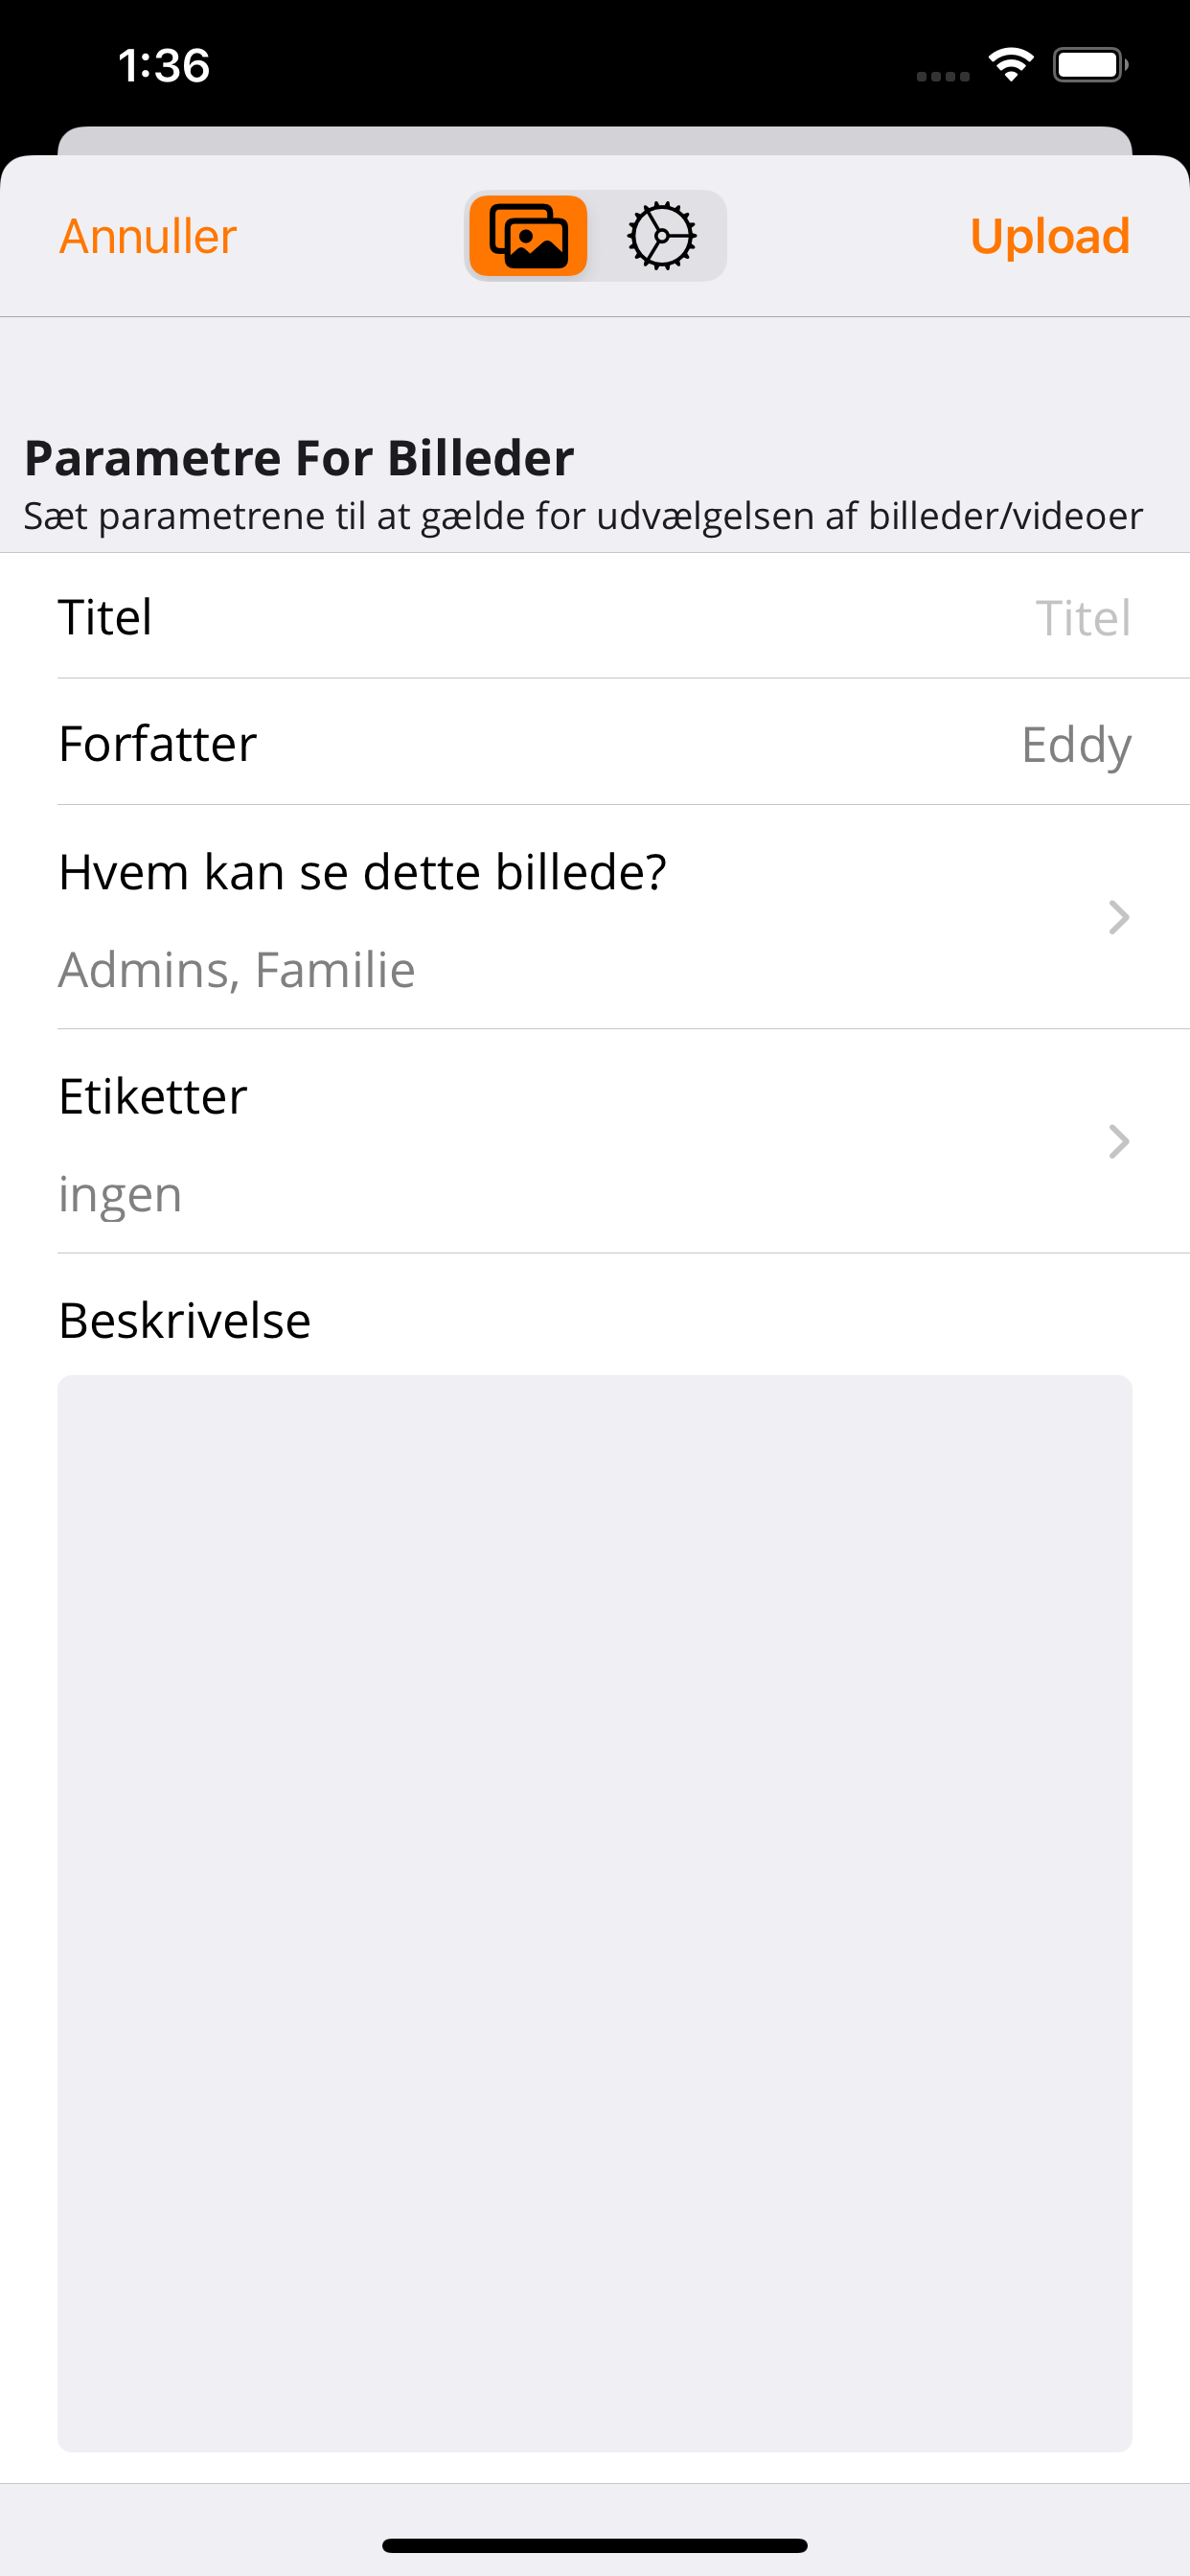 1:36
Annuller
Upload
Parametre For Billeder
Sæt parametrene til at gælde for udvælgelsen af billeder/videoer
Titel Titel
Forfatter Eddy
Hvem kan se dette billede?
Admins, Familie
Etiketter
ingen
Beskrivelse